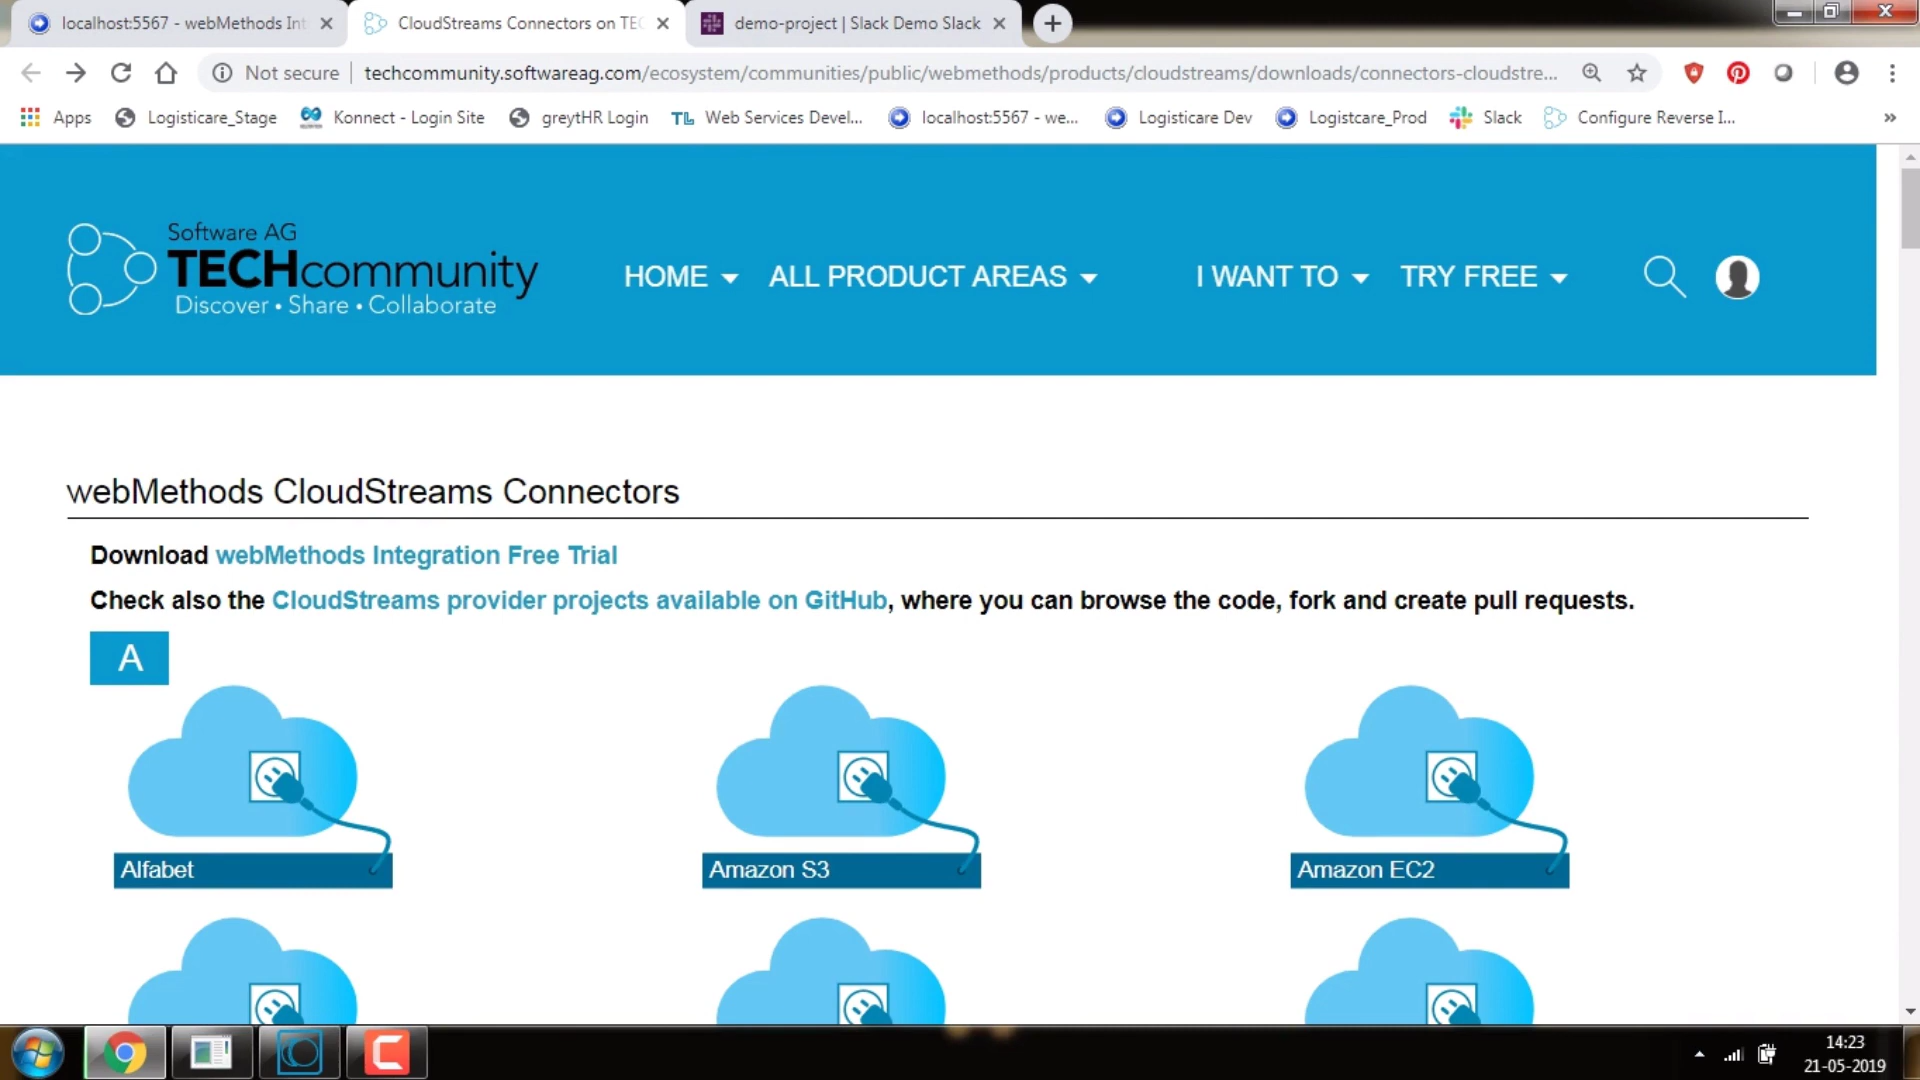 localhost:5567 - webMethods Int
CloudStreams Connectors on TEC
demo-project | Slack Demo Slack
Not secure
techcommunity.softwareag.com/ecosystem/communities/public/webmethods/products/cloudstreams/downloads/connectors-cloudstre...
Apps
Logisticare_Stage
Konnect - Login Site
greytHR Login
TL
Web Services Devel...
localhost:5567 - we...
Logisticare Dev
Logistcare_Prod
Slack
Configure Reverse I...
»
Software AG
TECHcommunity
Discover • Share • Collaborate
HOME
ALL PRODUCT AREAS
I WANT TO
TRY FREE
webMethods CloudStreams Connectors
Download webMethods Integration Free Trial
Check also the CloudStreams provider projects available on GitHub, where you can browse the code, fork and create pull requests.
A
Alfabet
Amazon S3
Amazon EC2
14:23
21-05-2019